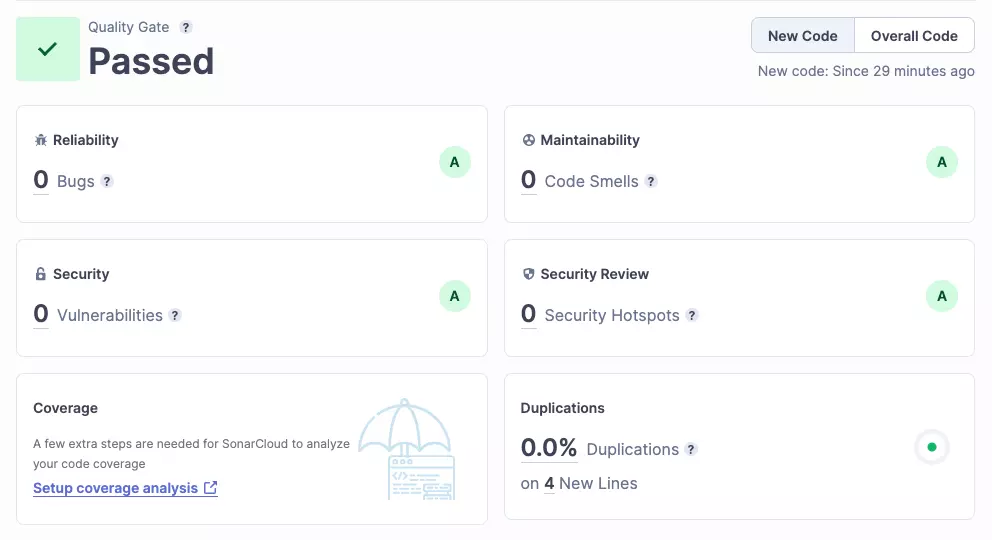 Quality Gate ?
Passed
New Code Overall Code
New code: Since 29 minutes ago
Reliability
0 Bugs ?
A
Maintainability
0 Code Smells ?
A
Security
0 Vulnerabilities ?
A
Security Review
0 Security Hotspots ?
A
Coverage
A few extra steps are needed for SonarCloud to analyze
your code coverage
Setup coverage analysis
Duplications
0.0% Duplications ?
on 4 New Lines